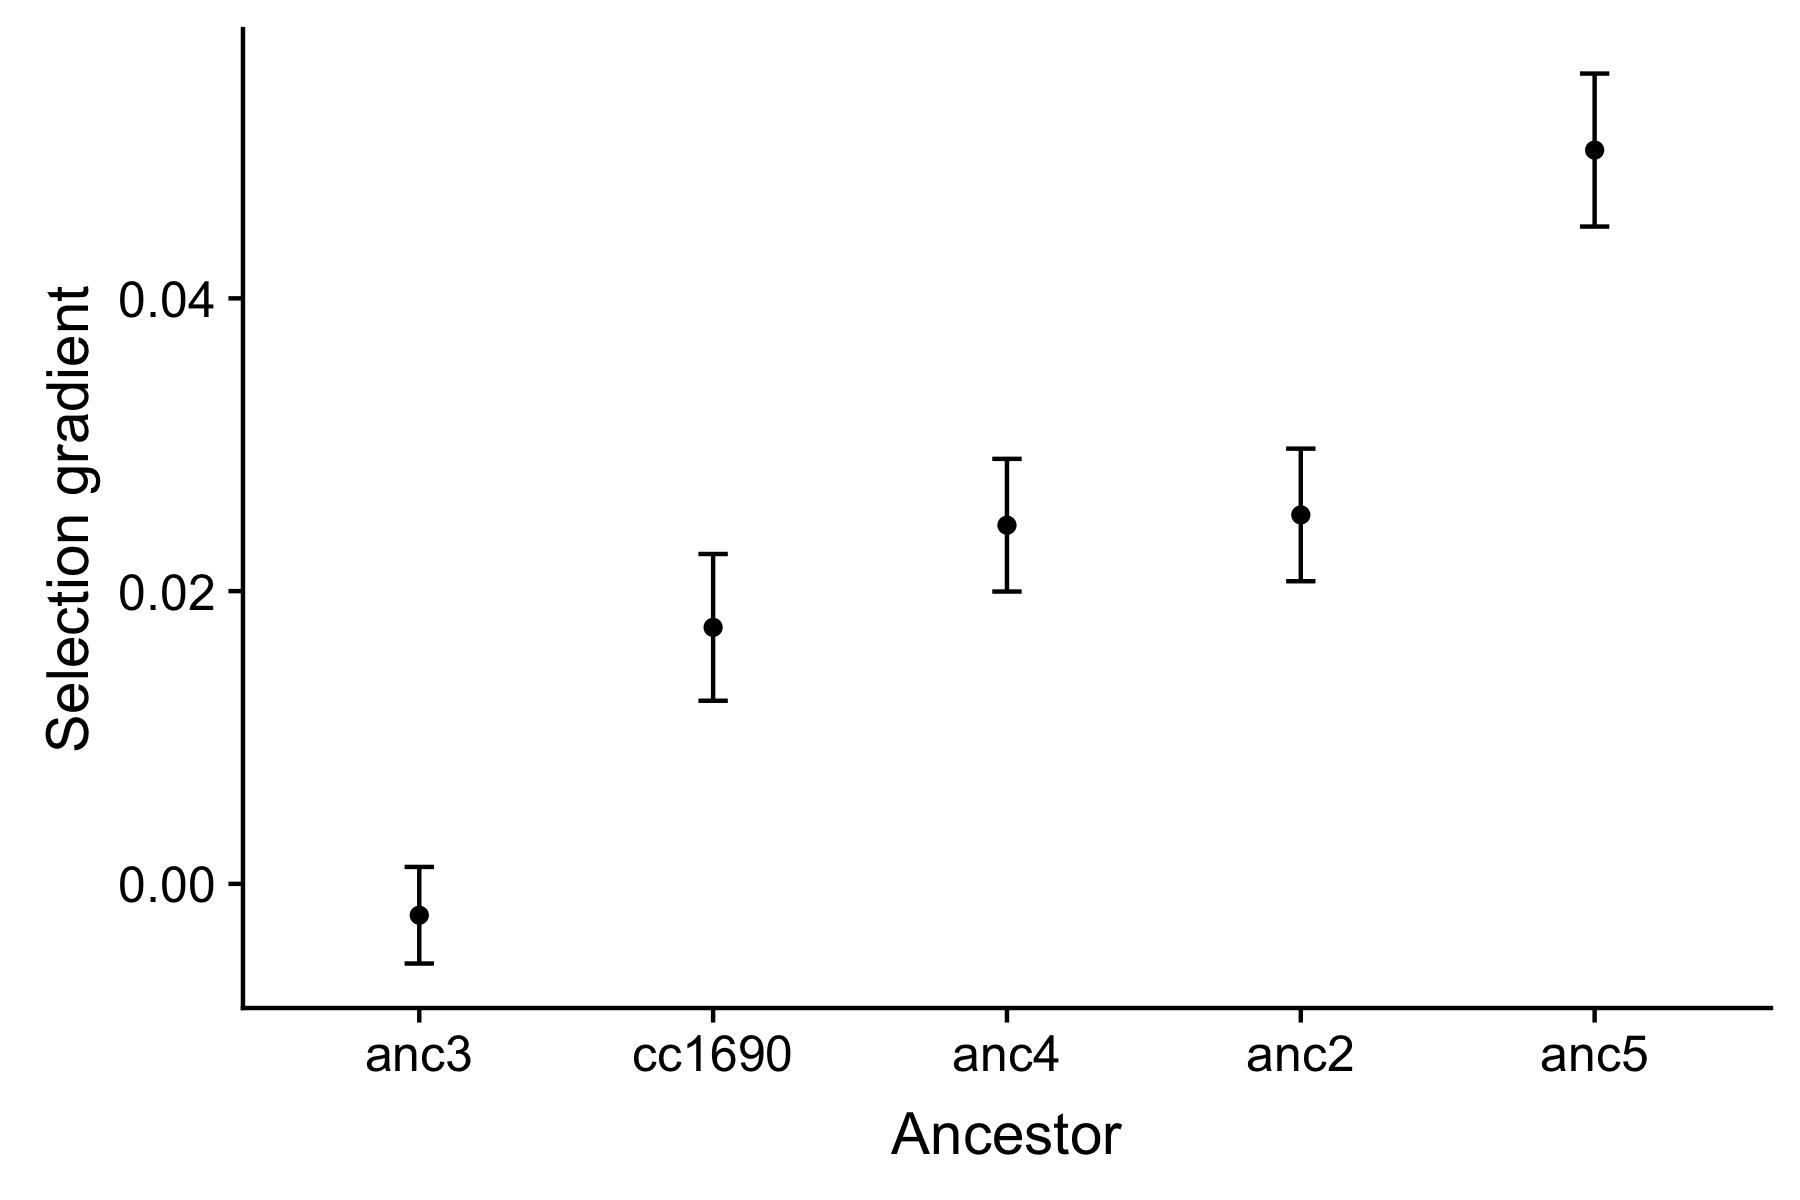 Selection gradient
0.04
0.02
0.00
anc3 cc1690 anc4 anc2 anc5
Ancestor